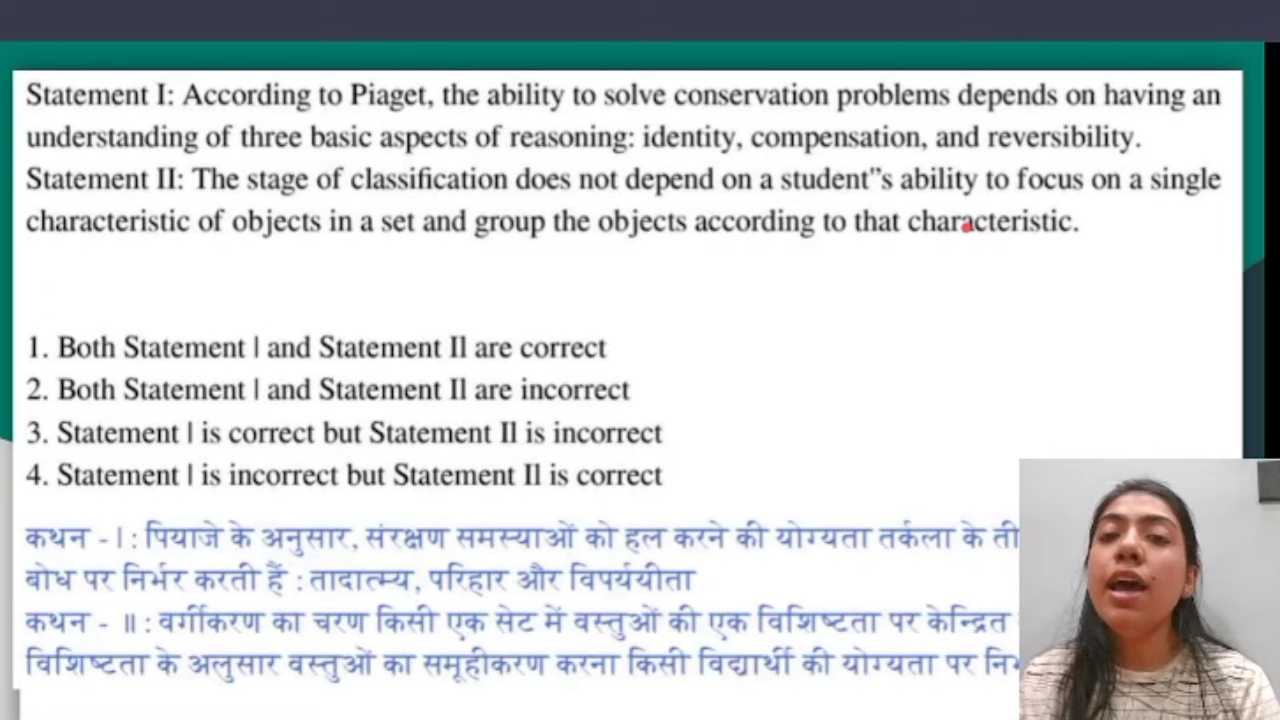 Statement I: According to Piaget, the ability to solve conservation problems depends on having an
understanding of three basic aspects of reasoning: identity, compensation, and reversibility.
Statement II: The stage of classification does not depend on a student"s ability to focus on a single
characteristic of objects in a set and group the objects according to that characteristic.
1. Both Statement l and Statement Il are correct
2. Both Statement l and Statement Il are incorrect
3. Statement l is correct but Statement Il is incorrect
4. Statement l is incorrect but Statement Il is correct
कथन - I : पियाजे के अनुसार, संरक्षण समस्याओं को हल करने की योग्यता तर्कला के
बोध पर निर्भर करती हैं : तादात्म्य, परिहार और विपर्ययीता
कथन - II : वर्गीकरण का चरण किसी एक सेट में वस्तुओं की एक विशिष्टता पर केन्द्रित
विशिष्टता के अलुसार वस्तुओं का समूहीकरण करना किसी विद्यार्थी की योग्यता पर